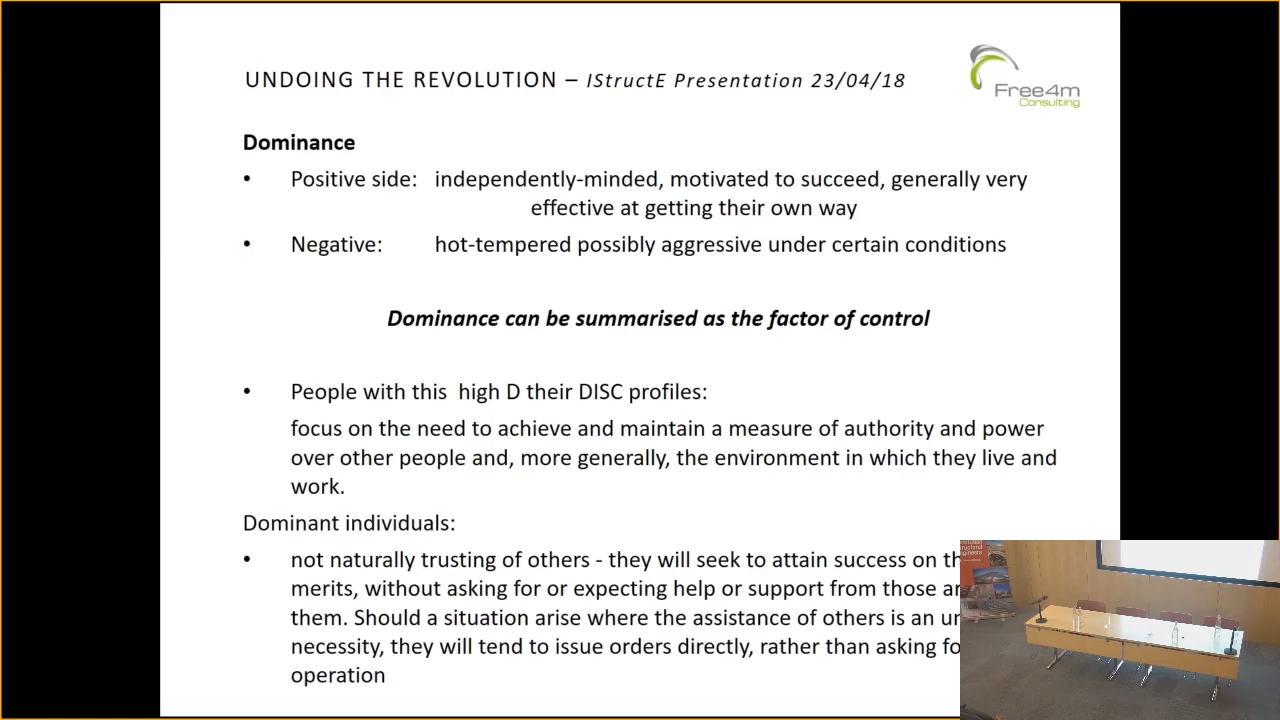 UNDOING THE REVOLUTION – IStructE Presentation 23/04/18
Free4m
Consulting
Dominance
• Positive side: independently-minded, motivated to succeed, generally very
effective at getting their own way
• Negative: hot-tempered possibly aggressive under certain conditions
Dominance can be summarised as the factor of control
• People with this high D their DISC profiles:
focus on the need to achieve and maintain a measure of authority and power
over other people and, more generally, the environment in which they live and
work.
Dominant individuals:
• not naturally trusting of others - they will seek to attain success on
merits, without asking for or expecting help or support from those
them. Should a situation arise where the assistance of others is an
necessity, they will tend to issue orders directly, rather than asking
operation